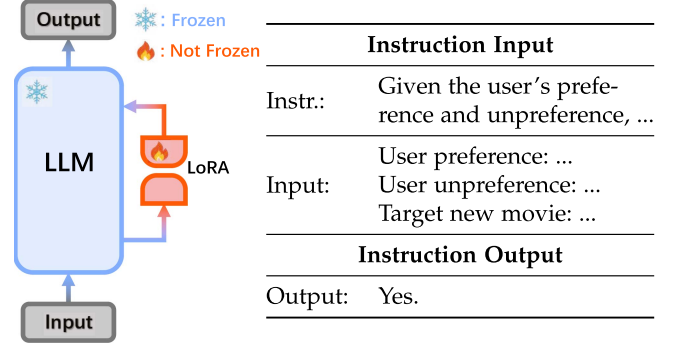 Output
: Frozen
: Not Frozen
LLM
LoRA
Input
Instruction Input
Instr.:
Given the user's prefe-
rence and unpreference, ...
Input:
User preference: ...
User unpreference: ...
Target new movie: ...
Instruction Output
Output: Yes.